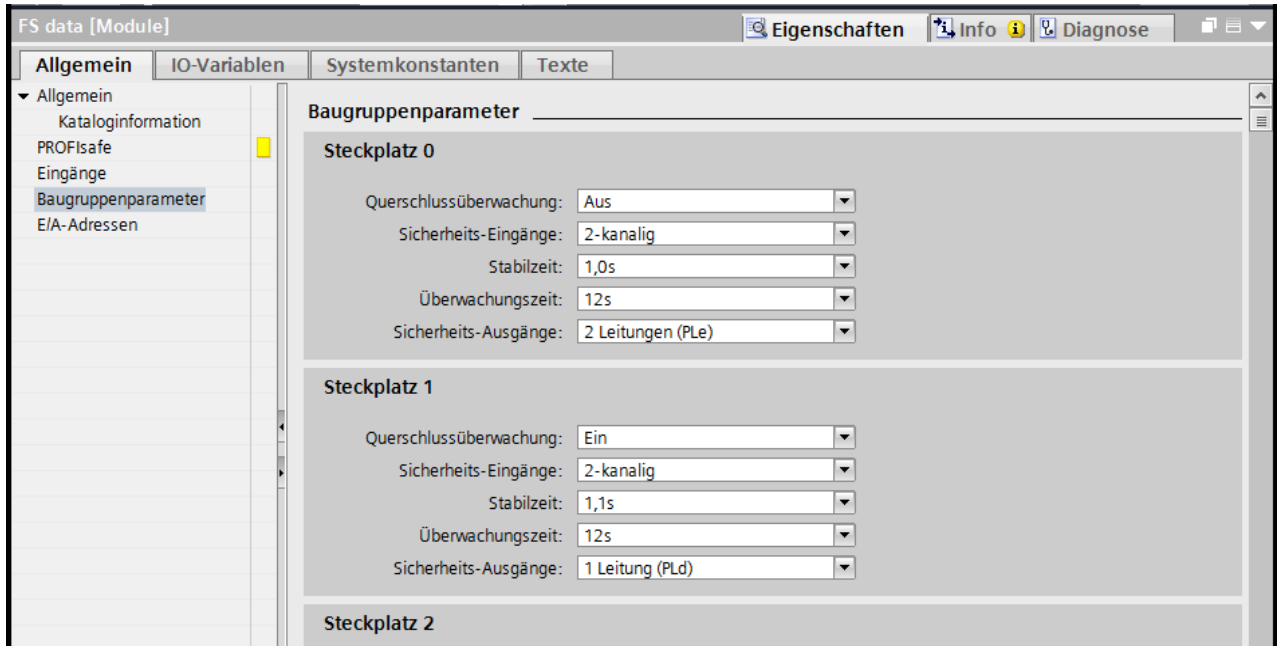 FS data [Module]
Eigenschaften Info Diagnose
Allgemein IO-Variablen Systemkonstanten Texte
Allgemein
Kataloginformation
PROFIsafe
Eingänge
Baugruppenparameter
E/A-Adressen
Baugruppenparameter
Steckplatz 0
Querschlussüberwachung: Aus
Sicherheits-Eingänge: 2-kanalig
Stabilzeit: 1,0s
Überwachungszeit: 12s
Sicherheits-Ausgänge: 2 Leitungen (PLe)
Steckplatz 1
Querschlussüberwachung: Ein
Sicherheits-Eingänge: 2-kanalig
Stabilzeit: 1,1s
Überwachungszeit: 12s
Sicherheits-Ausgänge: 1 Leitung (PLd)
Steckplatz 2